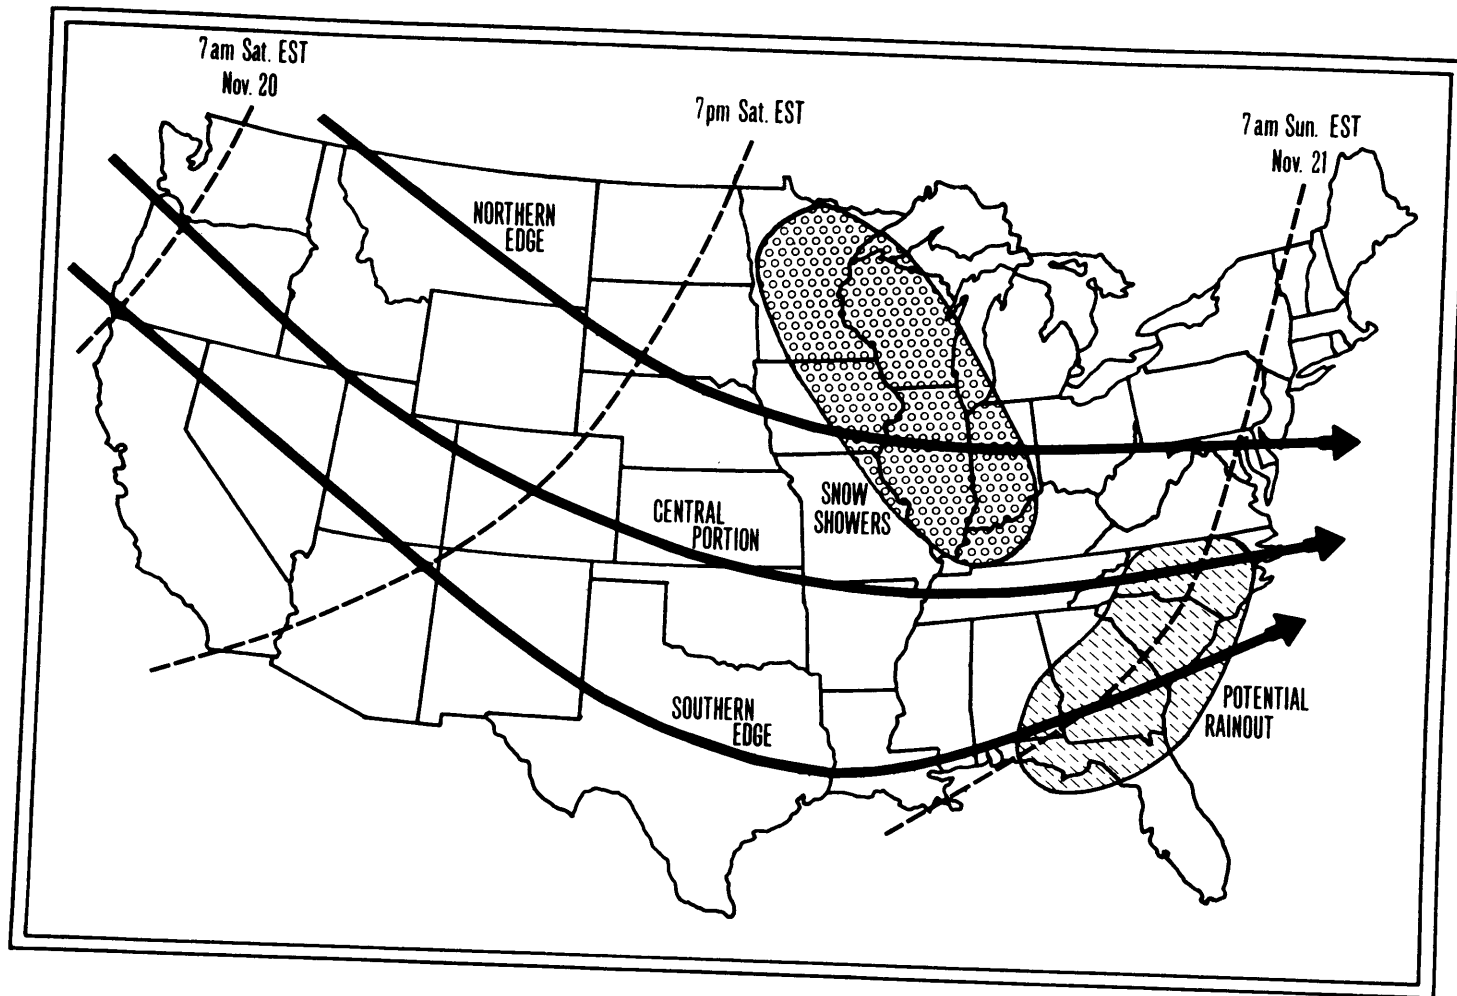 7am Sat. EST
Nov. 20
7pm Sat. EST
7am Sun. EST
Nov. 21
NORTHERN
EDGE
SNOW
SHOWERS
CENTRAL
PORTION
SOUTHERN
EDGE
POTENTIAL
RAINOUT